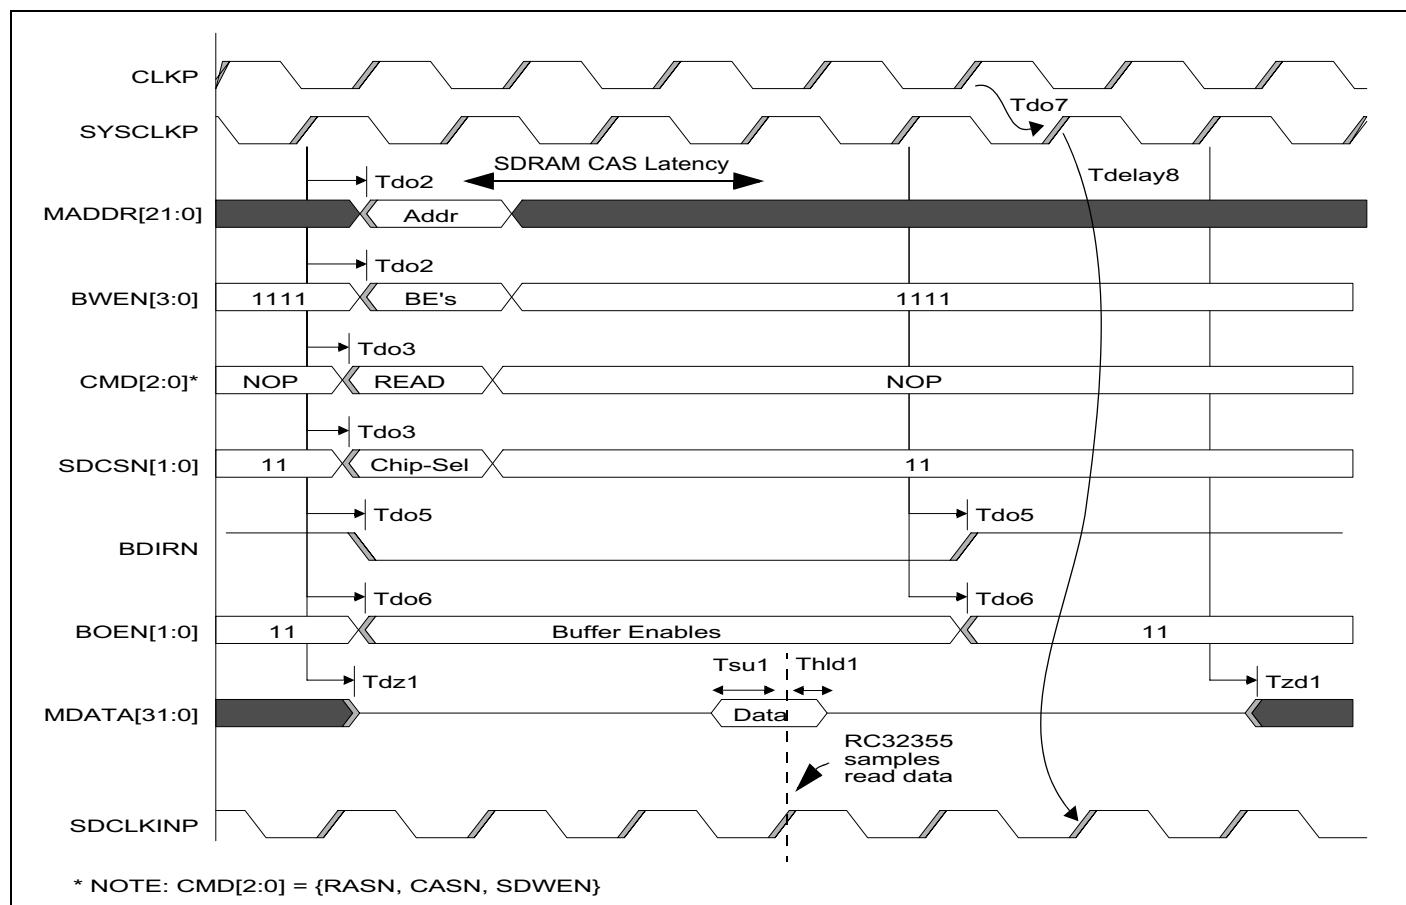 CLKP
Tdo7
SYSCLKP
SDRAM CAS Latency
Tdo2
Tdelay8
MADDR[21:0]
Addr
Tdo2
BWEN[3:0]
1111
BE's
1111
Tdo3
CMD[2:0]*
NOP
READ
NOP
Tdo3
SDCSN[1:0]
11
Chip-Sel
11
Tdo5
Tdo5
BDIRN
Tdo6
Tdo6
BOEN[1:0]
11
Buffer Enables
11
Tsu1
Thld1
Tdz1
Tzd1
MDATA[31:0]
Data
RC32355
samples
read data
SDCLKINP
* NOTE: CMD[2:0] = {RASN, CASN, SDWEN}